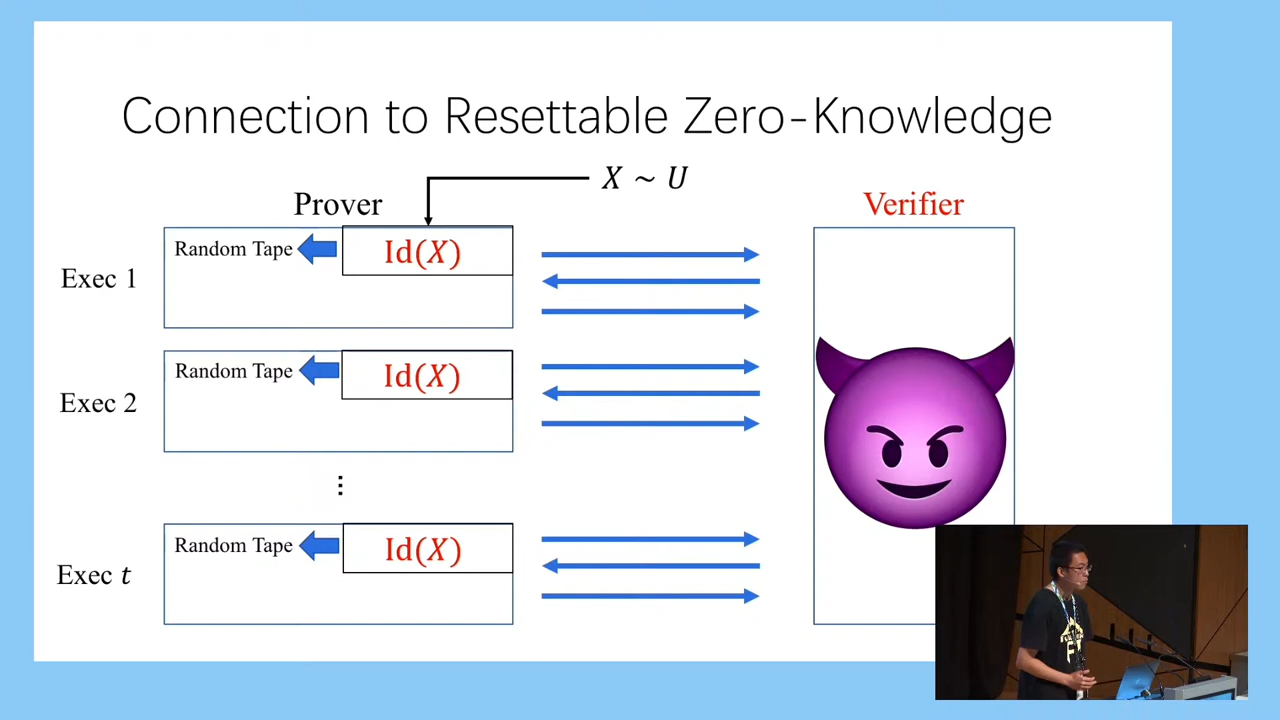 Connection to Resettable Zero-Knowledge
X ~ U
Prover
Verifier
Random Tape
Id(X)
Exec 1
Random Tape
Id(X)
Exec 2
⋮
Random Tape
Id(X)
Exec t